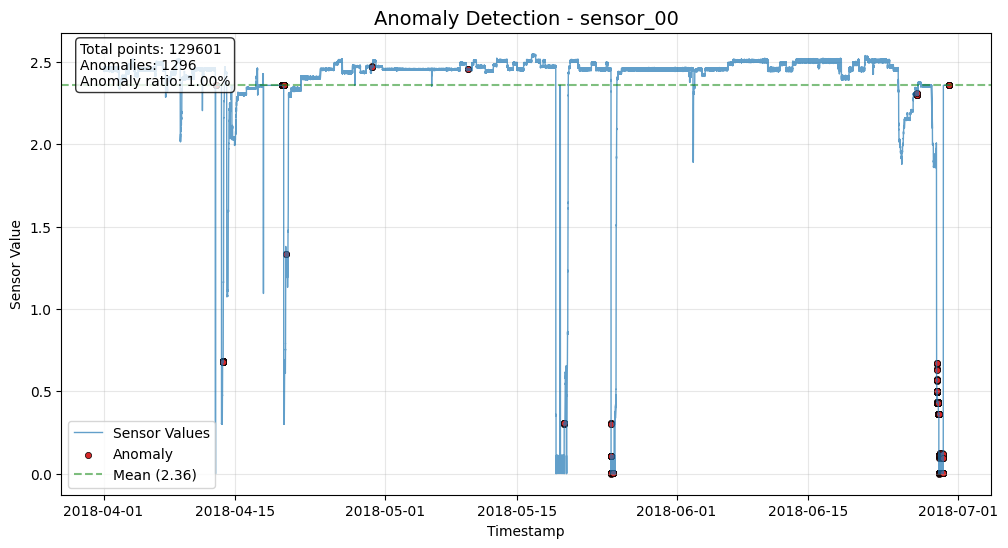 Anomaly Detection - sensor_00
Total points: 129601
Anomalies: 1296
Anomaly ratio: 1.00%
Sensor Value
2.5
2.0
1.5
1.0
0.5
0.0
Sensor Values
Anomaly
Mean (2.36)
2018-04-01
2018-04-15
2018-05-01
2018-05-15
2018-06-01
2018-06-15
2018-07-01
Timestamp